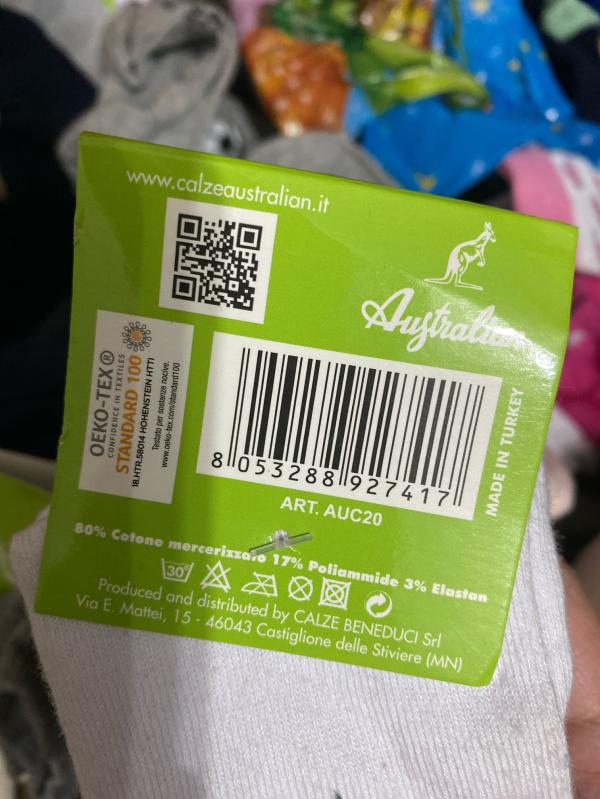 www.calzeaustralian.it
Australian
OEKO-TEX®
CONFIDENCE IN TEXTILES
STANDARD 100
18.HTR.58014 HOHENSTEIN HTTI
Testato per sostanze nocive.
www.oeko-tex.com/standard100
8 053288 927417
MADE IN TURKEY
ART. AUC20
80% Cotone mercerizzato 17% Poliammide 3% Elastan
30°
Produced and distributed by CALZE BENEDUCI Srl
Via E. Mattei, 15 - 46043 Castiglione delle Stiviere (MN)